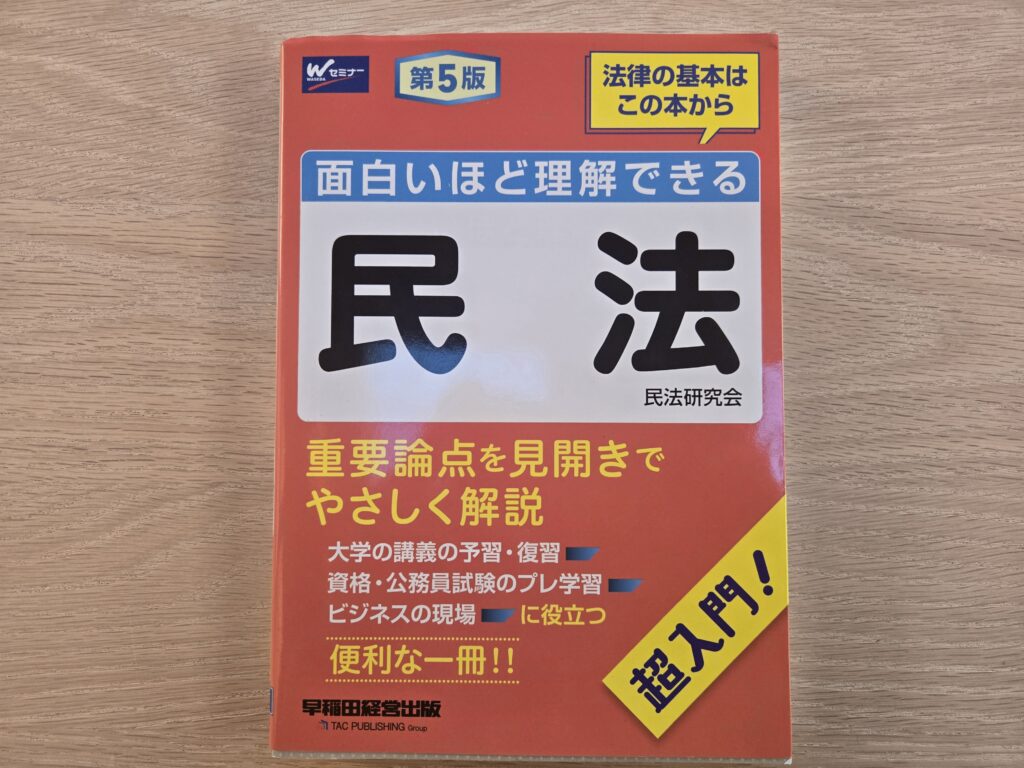 W セミナー
WASEDA
第5版
法律の基本は
この本から
面白いほど理解できる
民法
民法研究会
重要論点を見開きで
やさしく解説
大学の講義の予習・復習
資格・公務員試験のプレ学習
ビジネスの現場 に役立つ
便利な一冊!!
超入門!
早稲田経営出版
TAC PUBLISHING Group